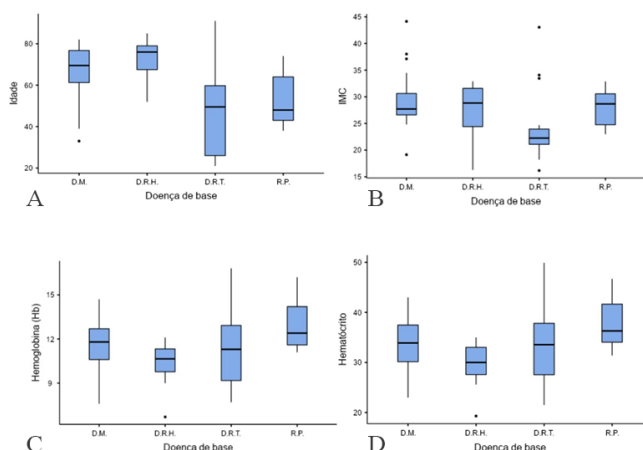 80
60
40
20
Idade
D.M.
D.R.H.
D.R.T.
R.P.
Doença de base
A
45
40
35
30
25
20
15
IMC
D.M.
D.R.H.
D.R.T.
R.P.
Doença de base
B
15
12
9
Hemoglobina (Hb)
D.M.
D.R.H.
D.R.T.
R.P.
Doença de base
C
50
40
30
20
Hematócrito
D.M.
D.R.H.
D.R.T.
R.P.
Doença de base
D